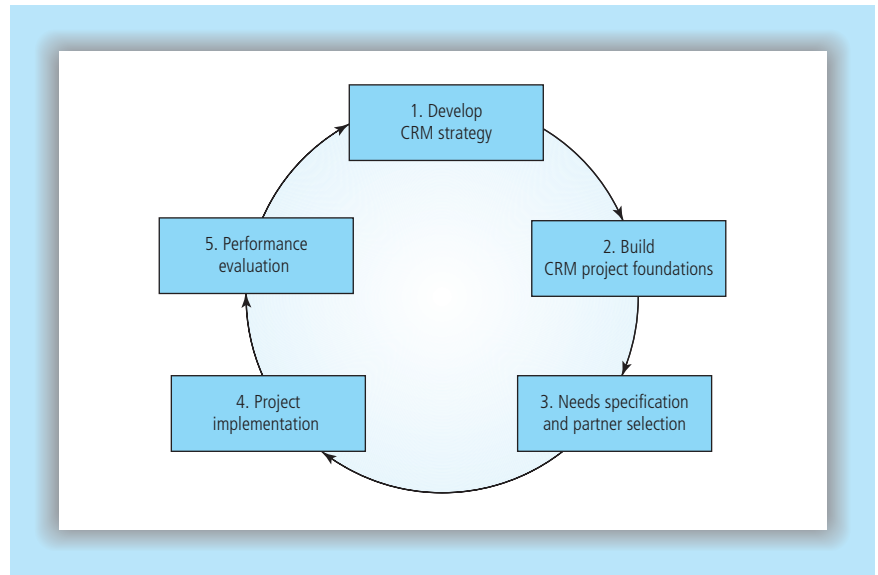 1. Develop
CRM strategy
2. Build
CRM project foundations
3. Needs specification
and partner selection
4. Project
implementation
5. Performance
evaluation